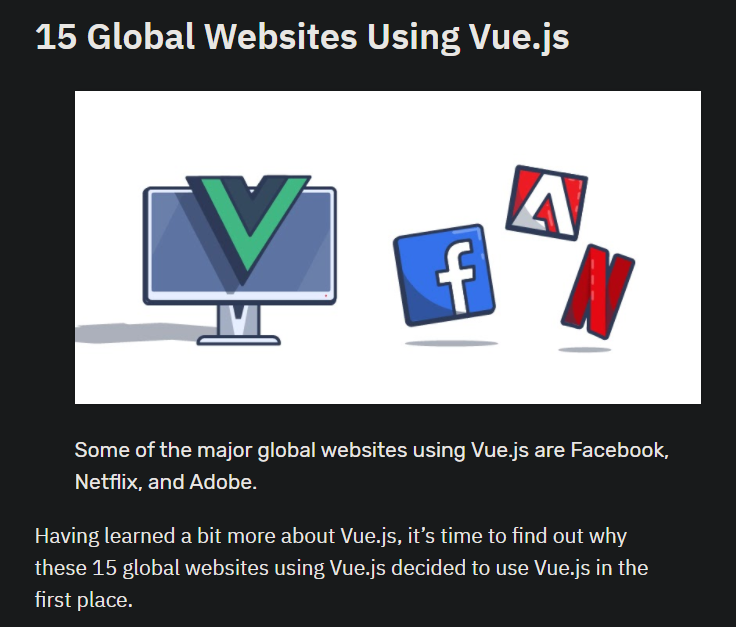 15 Global Websites Using Vue.js
f
Some of the major global websites using Vue.js are Facebook,
Netflix, and Adobe.
Having learned a bit more about Vue.js, it’s time to find out why
these 15 global websites using Vue.js decided to use Vue.js in the
first place.